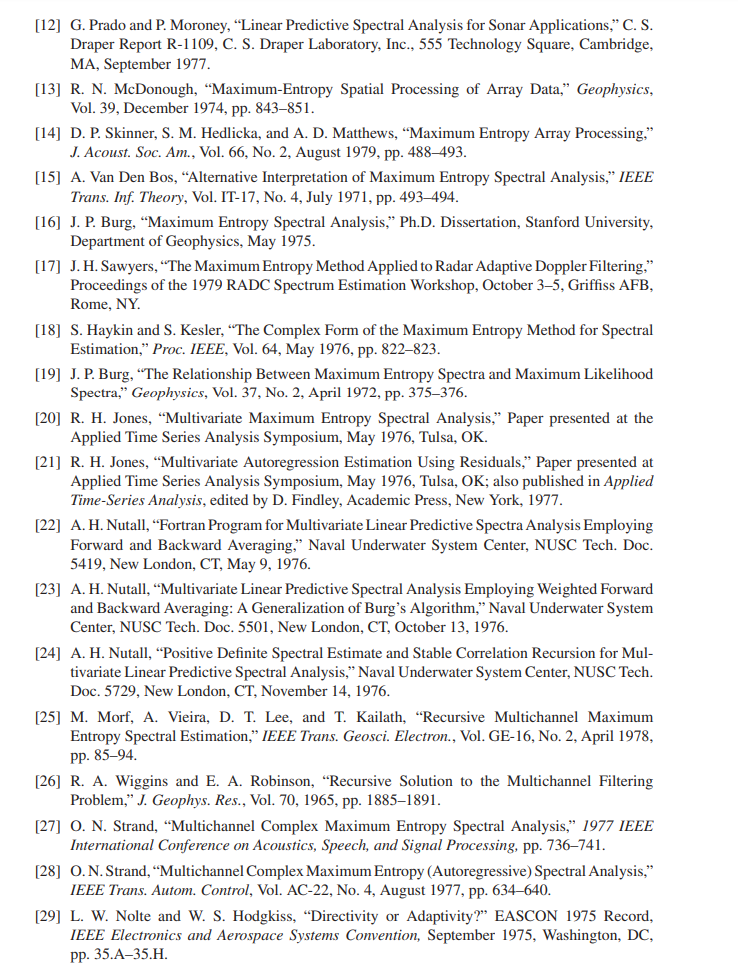 [12] G. Prado and P. Moroney, “Linear Predictive Spectral Analysis for Sonar Applications,” C. S.
Draper Report R-1109, C. S. Draper Laboratory, Inc., 555 Technology Square, Cambridge,
MA, September 1977.
[13] R. N. McDonough, “Maximum-Entropy Spatial Processing of Array Data,” Geophysics,
Vol. 39, December 1974, pp. 843–851.
[14] D. P. Skinner, S. M. Hedlicka, and A. D. Matthews, “Maximum Entropy Array Processing,”
J. Acoust. Soc. Am., Vol. 66, No. 2, August 1979, pp. 488–493.
[15] A. Van Den Bos, “Alternative Interpretation of Maximum Entropy Spectral Analysis,” IEEE
Trans. Inf. Theory, Vol. IT-17, No. 4, July 1971, pp. 493–494.
[16] J. P. Burg, “Maximum Entropy Spectral Analysis,” Ph.D. Dissertation, Stanford University,
Department of Geophysics, May 1975.
[17] J. H. Sawyers, “The Maximum Entropy Method Applied to Radar Adaptive Doppler Filtering,”
Proceedings of the 1979 RADC Spectrum Estimation Workshop, October 3–5, Griffiss AFB,
Rome, NY.
[18] S. Haykin and S. Kesler, “The Complex Form of the Maximum Entropy Method for Spectral
Estimation,” Proc. IEEE, Vol. 64, May 1976, pp. 822–823.
[19] J. P. Burg, “The Relationship Between Maximum Entropy Spectra and Maximum Likelihood
Spectra,” Geophysics, Vol. 37, No. 2, April 1972, pp. 375–376.
[20] R. H. Jones, “Multivariate Maximum Entropy Spectral Analysis,” Paper presented at the
Applied Time Series Analysis Symposium, May 1976, Tulsa, OK.
[21] R. H. Jones, “Multivariate Autoregression Estimation Using Residuals,” Paper presented at
Applied Time Series Analysis Symposium, May 1976, Tulsa, OK; also published in Applied
Time-Series Analysis, edited by D. Findley, Academic Press, New York, 1977.
[22] A. H. Nutall, “Fortran Program for Multivariate Linear Predictive Spectra Analysis Employing
Forward and Backward Averaging,” Naval Underwater System Center, NUSC Tech. Doc.
5419, New London, CT, May 9, 1976.
[23] A. H. Nutall, “Multivariate Linear Predictive Spectral Analysis Employing Weighted Forward
and Backward Averaging: A Generalization of Burg’s Algorithm,” Naval Underwater System
Center, NUSC Tech. Doc. 5501, New London, CT, October 13, 1976.
[24] A. H. Nutall, “Positive Definite Spectral Estimate and Stable Correlation Recursion for Mul-
tivariate Linear Predictive Spectral Analysis,” Naval Underwater System Center, NUSC Tech.
Doc. 5729, New London, CT, November 14, 1976.
[25] M. Morf, A. Vieira, D. T. Lee, and T. Kailath, “Recursive Multichannel Maximum
Entropy Spectral Estimation,” IEEE Trans. Geosci. Electron., Vol. GE-16, No. 2, April 1978,
pp. 85–94.
[26] R. A. Wiggins and E. A. Robinson, “Recursive Solution to the Multichannel Filtering
Problem,” J. Geophys. Res., Vol. 70, 1965, pp. 1885–1891.
[27] O. N. Strand, “Multichannel Complex Maximum Entropy Spectral Analysis,” 1977 IEEE
International Conference on Acoustics, Speech, and Signal Processing, pp. 736–741.
[28] O. N. Strand, “Multichannel Complex Maximum Entropy (Autoregressive) Spectral Analysis,”
IEEE Trans. Autom. Control, Vol. AC-22, No. 4, August 1977, pp. 634–640.
[29] L. W. Nolte and W. S. Hodgkiss, “Directivity or Adaptivity?” EASCON 1975 Record,
IEEE Electronics and Aerospace Systems Convention, September 1975, Washington, DC,
pp. 35.A–35.H.